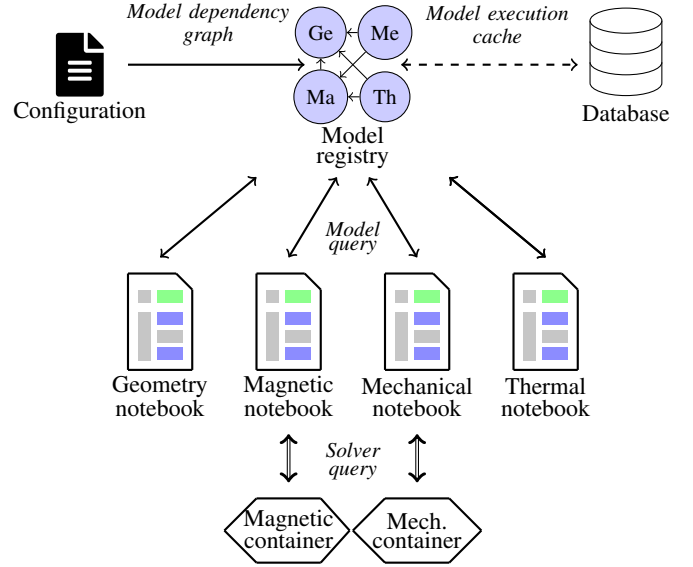 Model dependency
graph
Model execution
cache
Ge
Me
Ma
Th
Configuration
Model
registry
Database
Model
query
Geometry
notebook
Magnetic
notebook
Mechanical
notebook
Thermal
notebook
Solver
query
Magnetic
container
Mech.
container